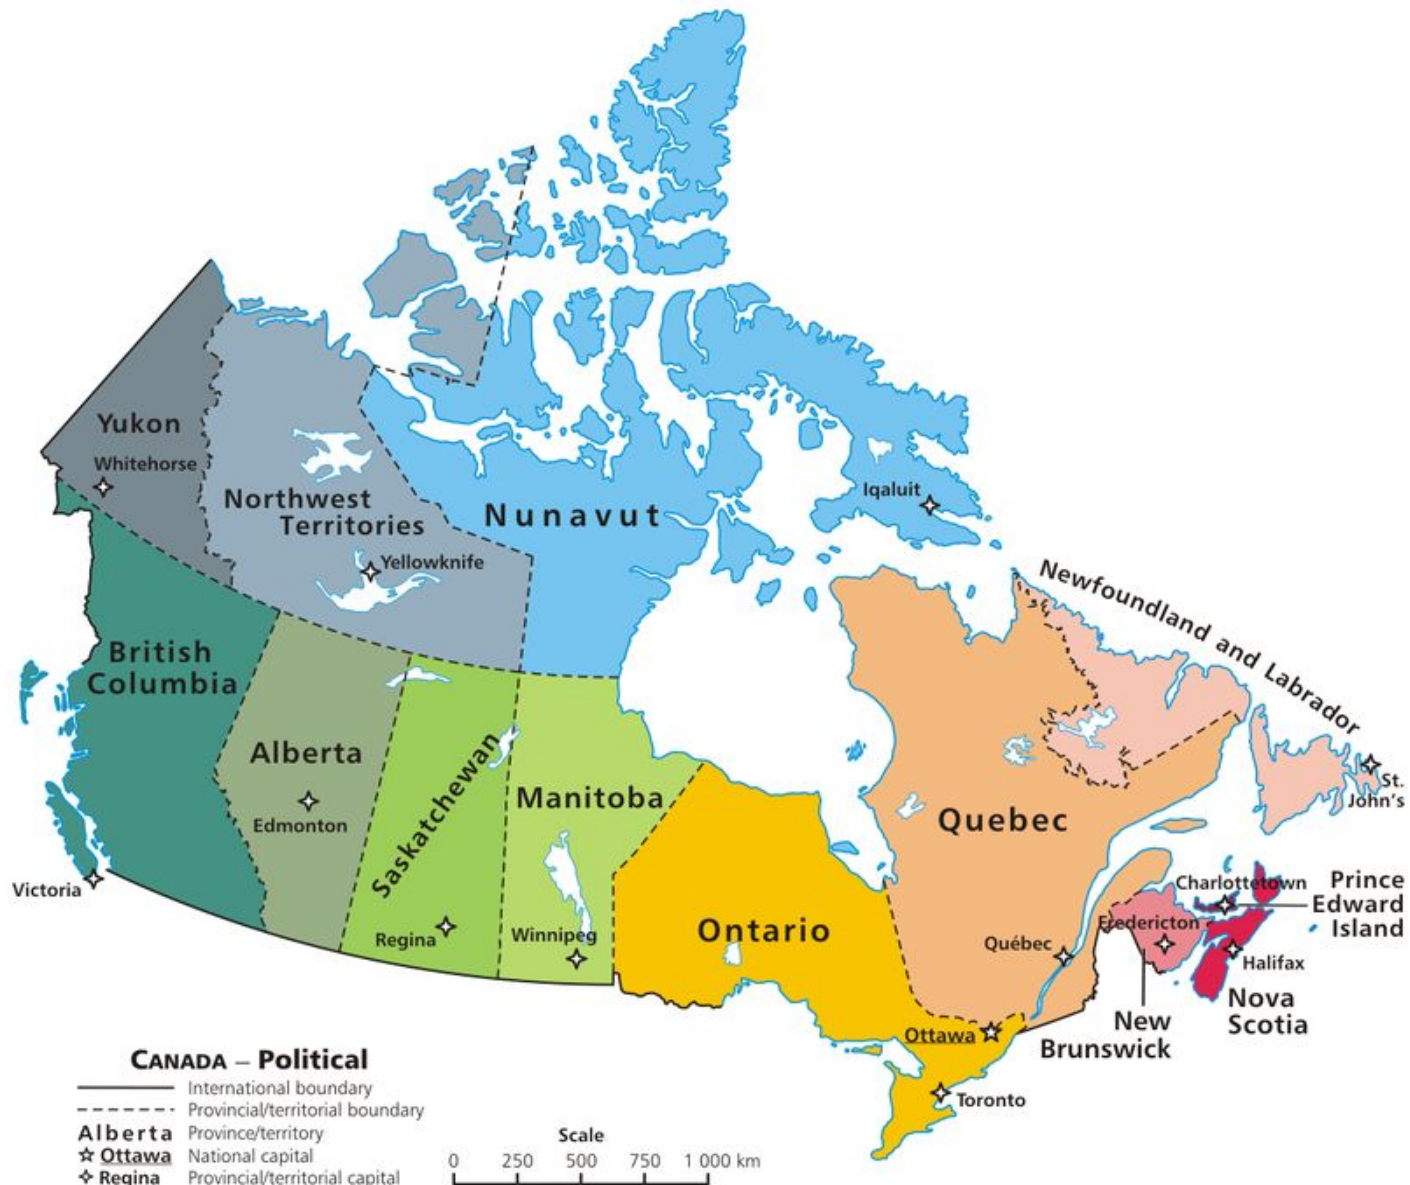 Yukon
Whitehorse
Northwest
Territories
Yellowknife
Nunavut
Iqaluit
British
Columbia
Victoria
Alberta
Edmonton
Saskatchewan
Regina
Manitoba
Winnipeg
Ontario
Ottawa
Toronto
Quebec
Québec
Newfoundland and Labrador
St.
John's
Charlottetown
Prince
Edward
Island
Fredericton
New
Brunswick
Halifax
Nova
Scotia
CANADA – Political
International boundary
Provincial/territorial boundary
Alberta Province/territory
Ottawa National capital
Regina Provincial/territorial capital
Scale
0 250 500 750 1 000 km